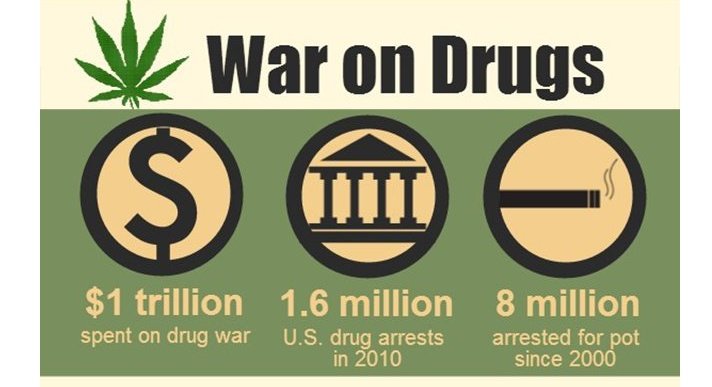 War on Drugs
$
$1 trillion
spent on drug war
1.6 million
U.S. drug arrests
in 2010
8 million
arrested for pot
since 2000